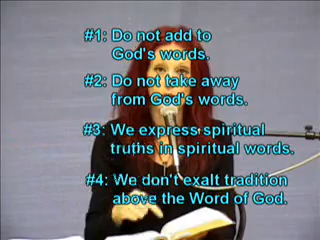 #1: Do not add to
God's words.
#2: Do not take away
from God's words.
#3: We express spiritual
truths in spiritual words.
#4: We don't exalt tradition
above the Word of God.